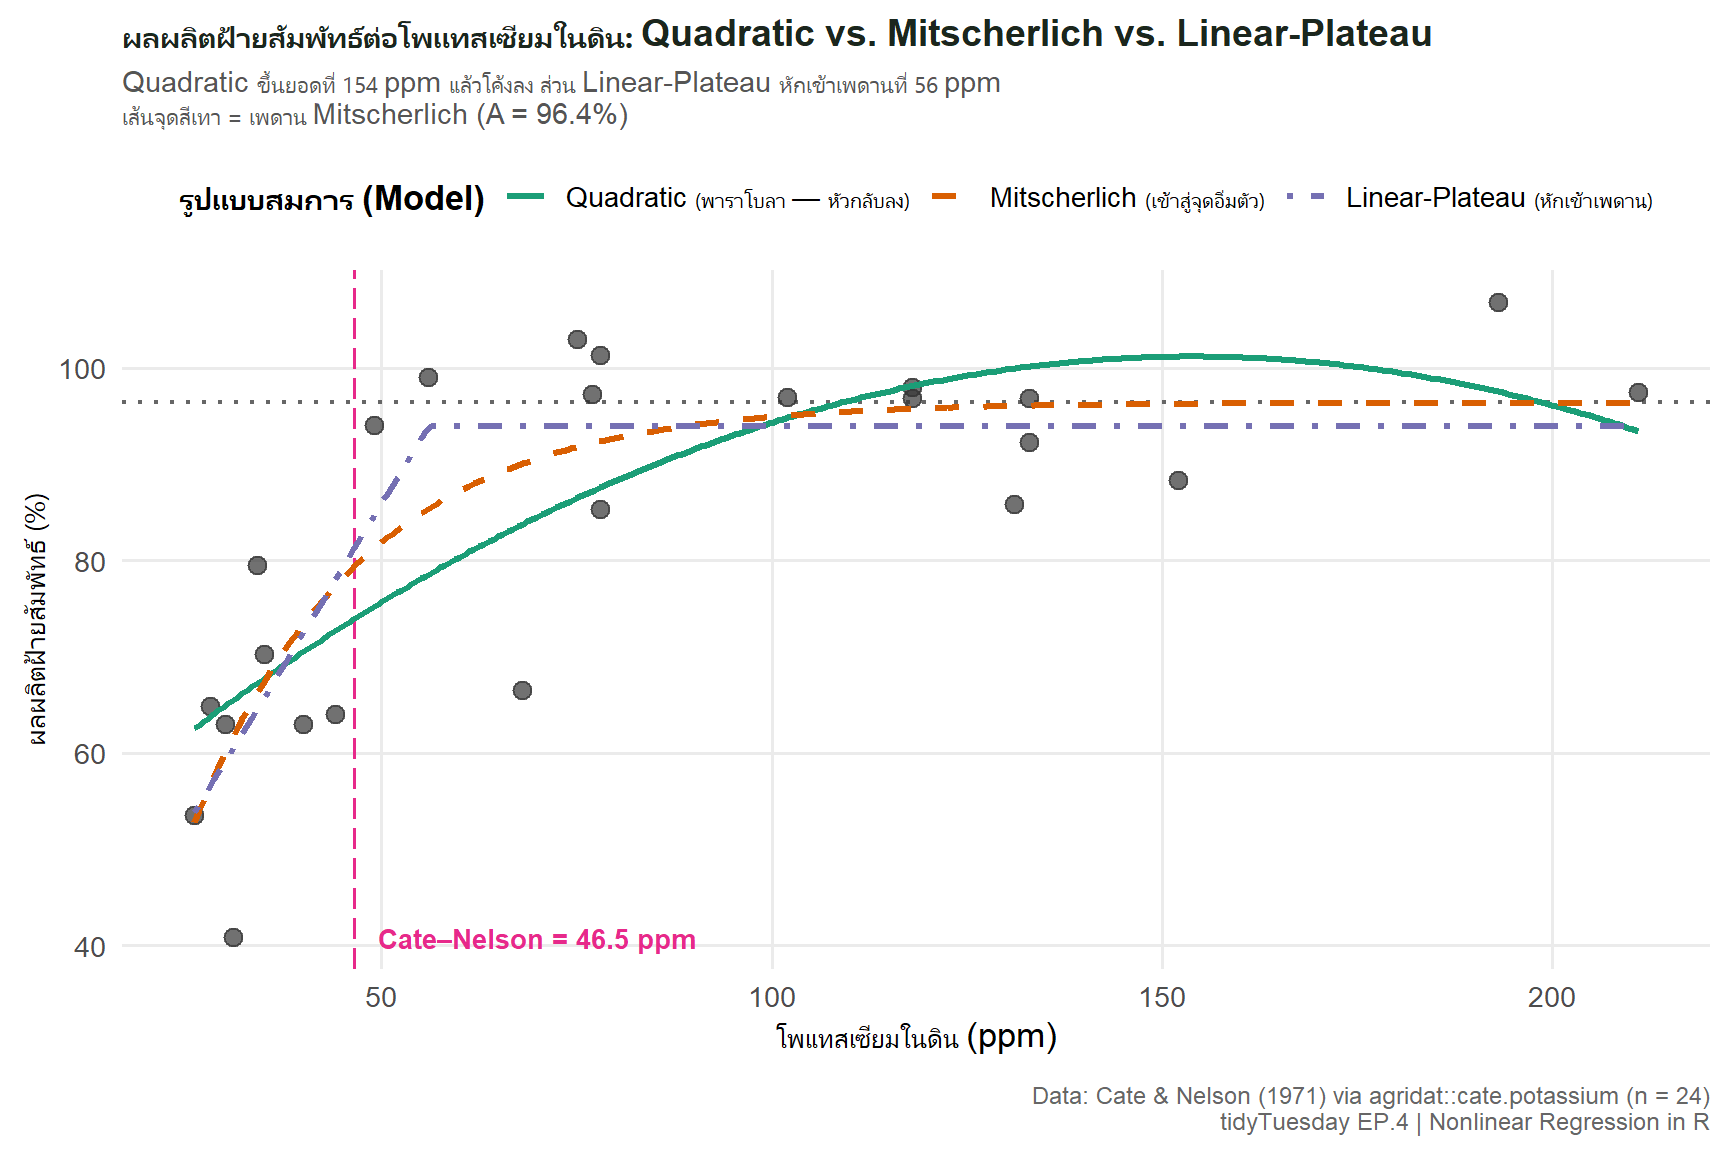 ผลผลิตฝ้ายสัมพัทธ์ต่อโพแทสเซียมในดิน: Quadratic vs. Mitscherlich vs. Linear-Plateau
Quadratic ขึ้นยอดที่ 154 ppm แล้วโค้งลง ส่วน Linear-Plateau หักเข้าเพดานที่ 56 ppm
เส้นจุดสีเทา = เพดาน Mitscherlich (A = 96.4%)
รูปแบบสมการ (Model)
Quadratic (พาราโบลา — หัวกลับลง)
Mitscherlich (เข้าสู่จุดอิ่มตัว)
Linear-Plateau (หักเข้าเพดาน)
ผลผลิตฝ้ายสัมพัทธ์ (%)
100
80
60
40
Cate–Nelson = 46.5 ppm
50
100
150
200
โพแทสเซียมในดิน (ppm)
Data: Cate & Nelson (1971) via agridat::cate.potassium (n = 24)
tidyTuesday EP.4 | Nonlinear Regression in R